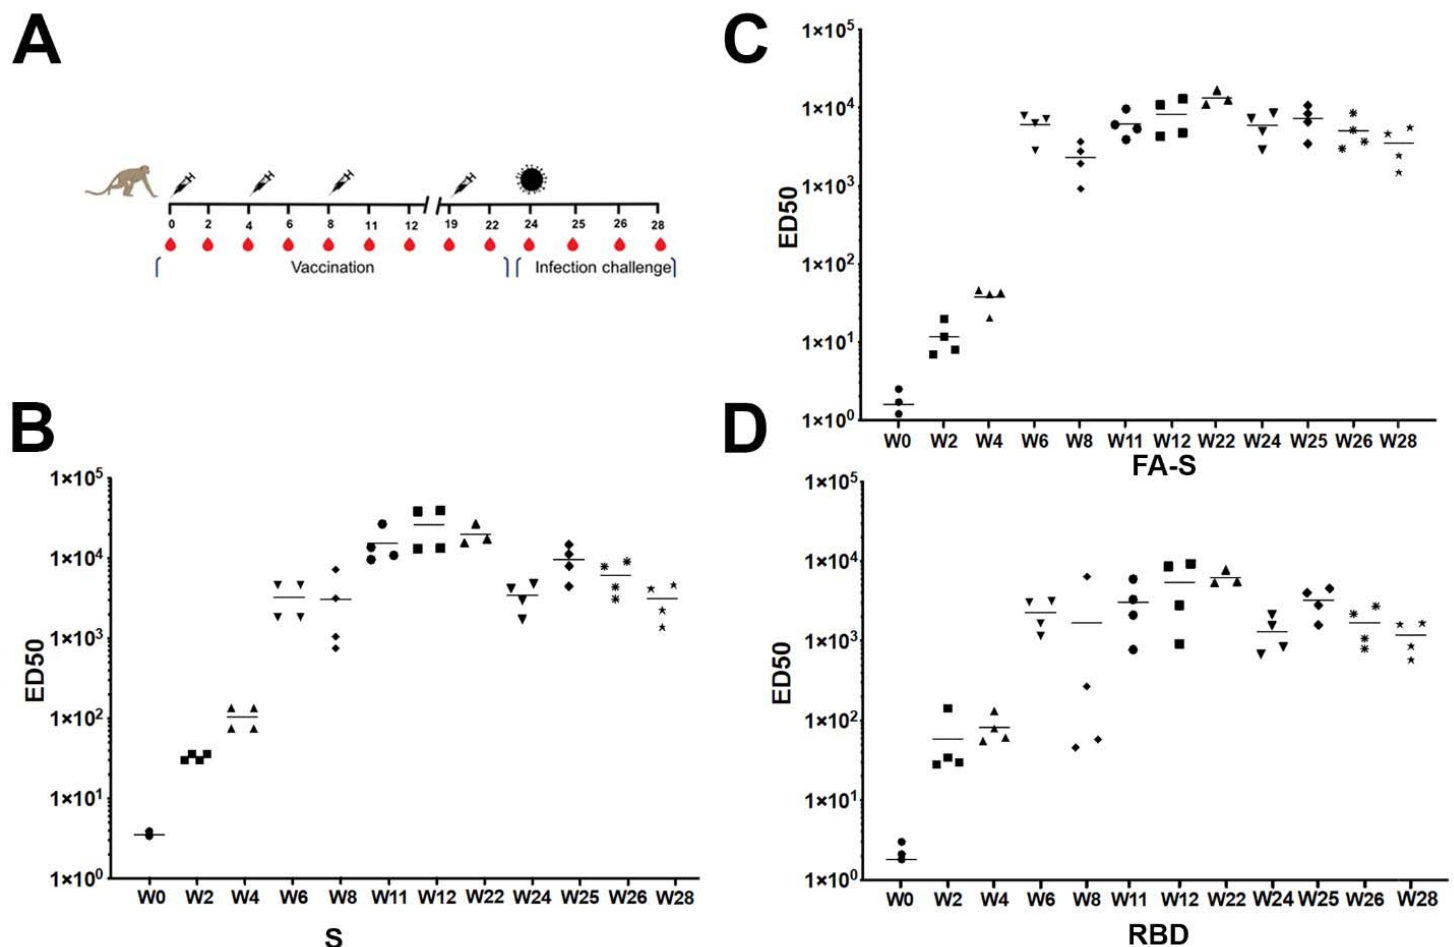 A
0 2 4 6 8 11 12 19 22 24 25 26 28
Vaccination
Infection challenge
B
1×10⁵
1×10⁴
1×10³
1×10²
1×10¹
1×10⁰
ED50
W0 W2 W4 W6 W8 W11 W12 W22 W24 W25 W26 W28
S
C
1×10⁵
1×10⁴
1×10³
1×10²
1×10¹
1×10⁰
ED50
W0 W2 W4 W6 W8 W11 W12 W22 W24 W25 W26 W28
FA-S
D
1×10⁵
1×10⁴
1×10³
1×10²
1×10¹
1×10⁰
ED50
W0 W2 W4 W6 W8 W11 W12 W22 W24 W25 W26 W28
RBD